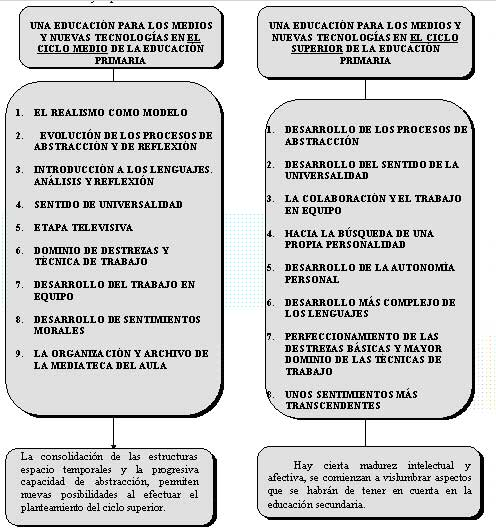 UNA EDUCACIÓN PARA LOS MEDIOS
Y NUEVAS TECNOLOGÍAS EN EL
CICLO MEDIO DE LA EDUCACIÓN
PRIMARIA
1. EL REALISMO COMO MODELO
2. EVOLUCIÓN DE LOS PROCESOS DE
ABSTRACCIÓN Y DE REFLEXIÓN
3. INTRODUCCIÓN A LOS LENGUAJES.
ANÁLISIS Y REFLEXIÓN
4. SENTIDO DE UNIVERSALIDAD
5. ETAPA TELEVISIVA
6. DOMINIO DE DESTREZAS Y
TÉCNICA DE TRABAJO
7. DESARROLLO DEL TRABAJO EN
EQUIPO
8. DESARROLLO DE SENTIMIENTOS
MORALES
9. LA ORGANIZACIÓN Y ARCHIVO DE
LA MEDIATECA DEL AULA
La consolidación de las estructuras
espacio temporales y la progresiva
capacidad de abstracción, permiten
nuevas posibilidades al efectuar el
planteamiento del ciclo superior.
UNA EDUCACIÓN PARA LOS MEDIOS Y
NUEVAS TECNOLOGÍAS EN EL CICLO
SUPERIOR DE LA EDUCACIÓN
PRIMARIA
1. DESARROLLO DE LOS PROCESOS DE
ABSTRACCIÓN
2. DESARROLLO DEL SENTIDO DE LA
UNIVERSALIDAD
3. LA COLABORACIÓN Y EL TRABAJO
EN EQUIPO
4. HACIA LA BÚSQUEDA DE UNA
PROPIA PERSONALIDAD
5. DESARROLLO DE LA AUTONOMÍA
PERSONAL
6. DESARROLLO MÁS COMPLEJO DE
LOS LENGUAJES
7. PERFECCIONAMIENTO DE LAS
DESTREZAS BÁSICAS Y MAYOR
DOMINIO DE LAS TÉCNICAS DE
TRABAJO
8. UNOS SENTIMIENTOS MÁS
TRANSCENDENTES
Hay cierta madurez intelectual y
afectiva, se comienzan a vislumbrar aspectos
que se habrán de tener en cuenta en la
educación secundaria.